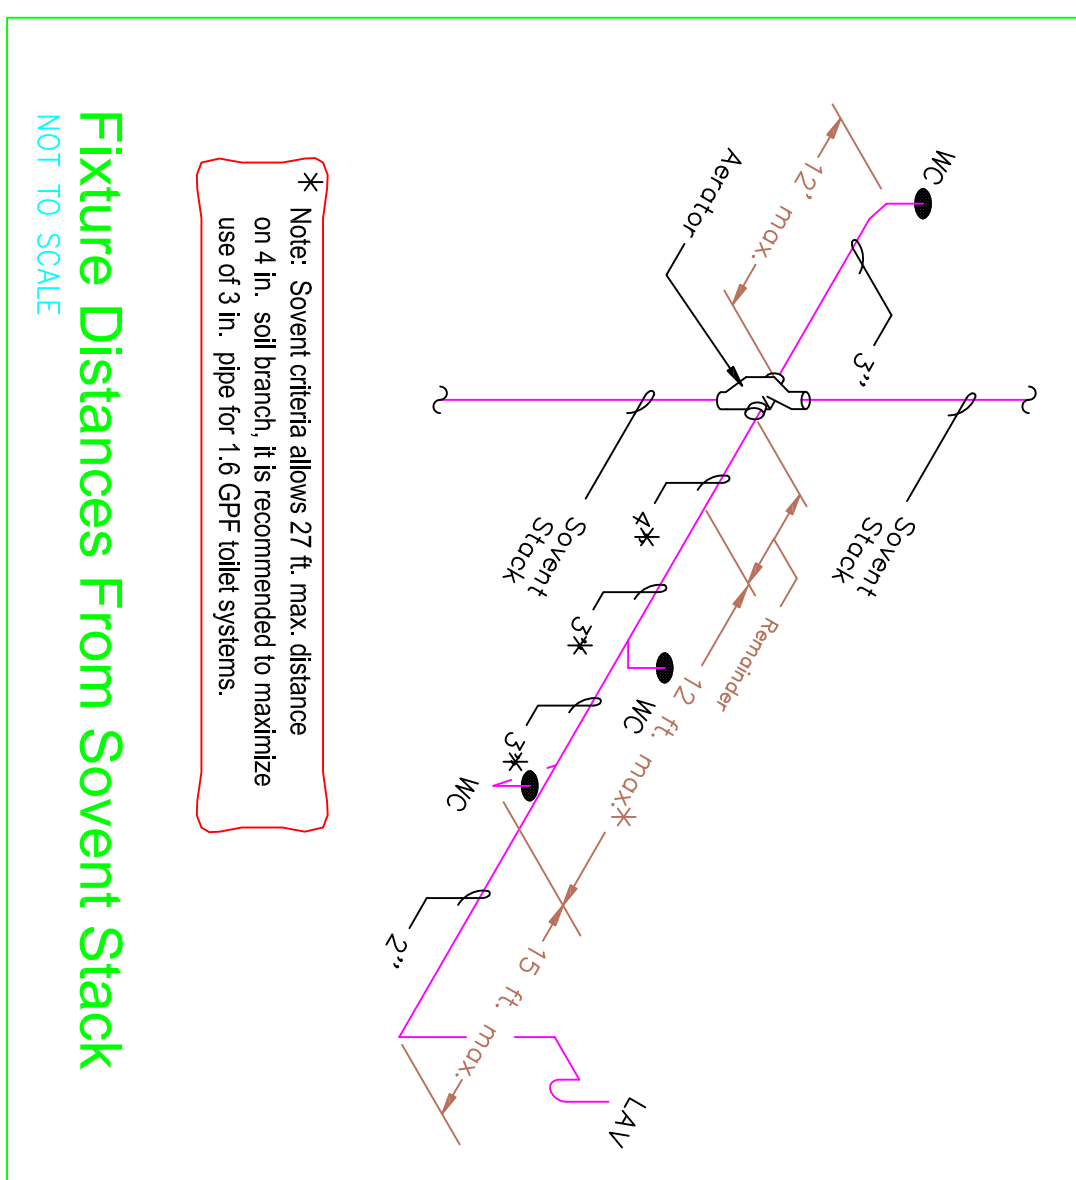 WC
12' max.
3"
Aerator
Sovent
Stack
Sovent
Stack
4*
Remainder
3*
WC
12 ft. max.*
3*
WC
2"
15 ft. max.
LAV
* Note: Sovent criteria allows 27 ft. max. distance
on 4 in. soil branch, it is recommended to maximize
use of 3 in. pipe for 1.6 GPF toilet systems.
Fixture Distances From Sovent Stack
NOT TO SCALE